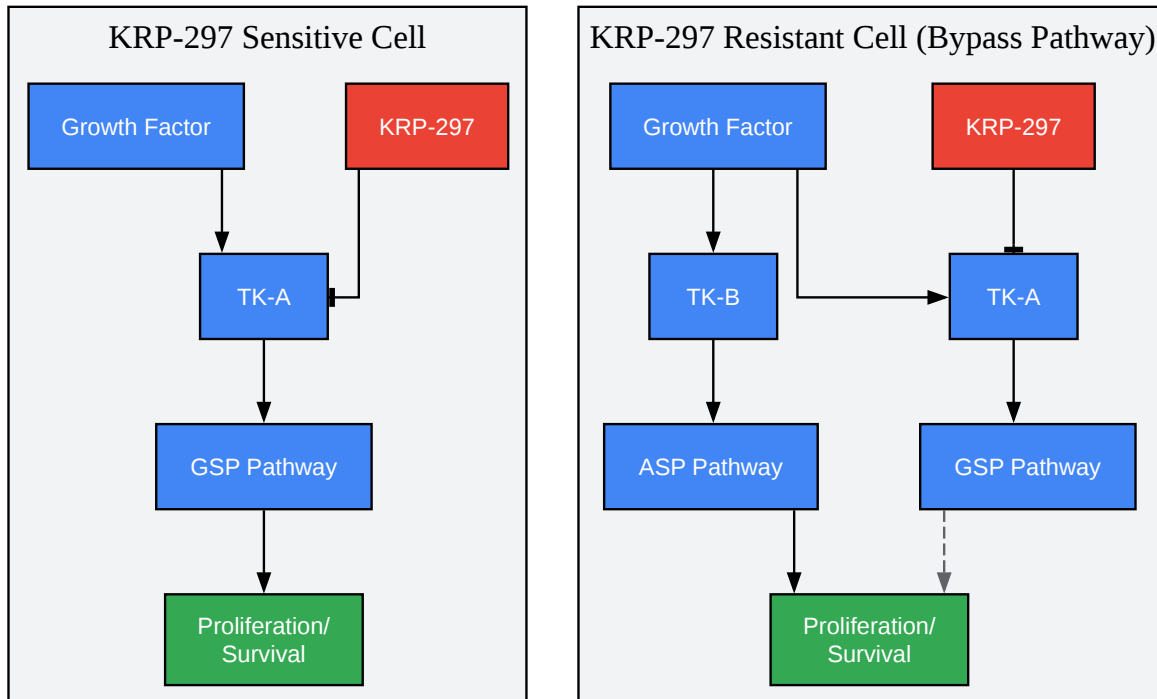 KRP-297 Sensitive Cell
Growth Factor
KRP-297
TK-A
GSP Pathway
Proliferation/
Survival
KRP-297 Resistant Cell (Bypass Pathway)
Growth Factor
KRP-297
TK-B
TK-A
ASP Pathway
GSP Pathway
Proliferation/
Survival